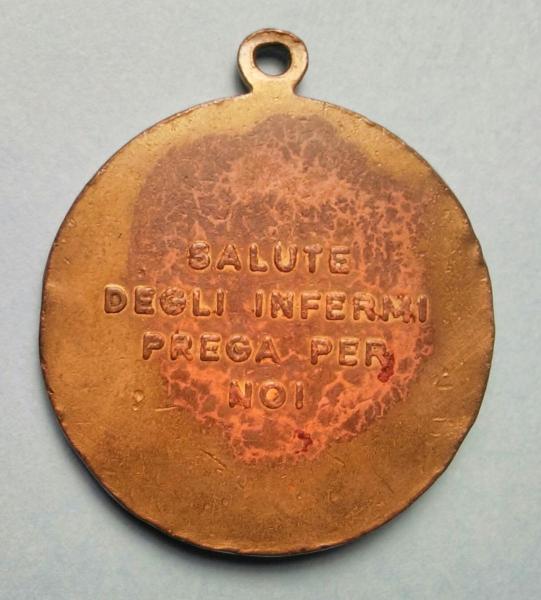 SALUTE
DEGLI INFERMI
PREGA PER
NOI